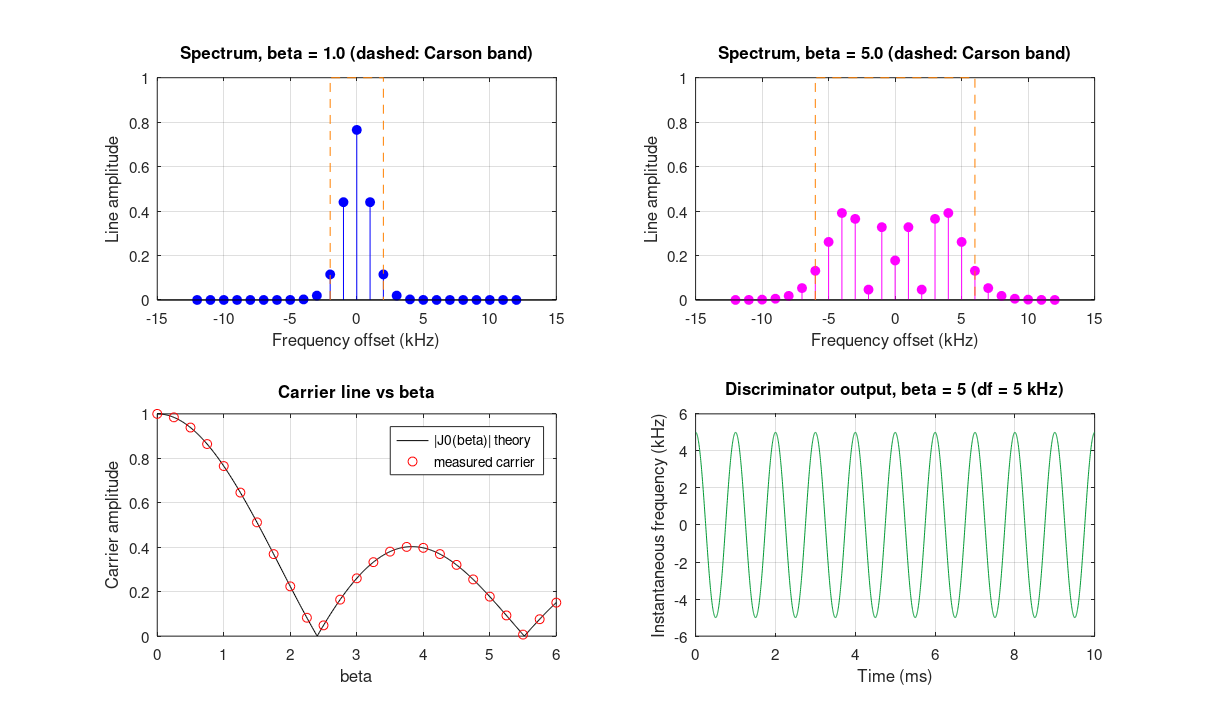 Spectrum, beta = 1.0 (dashed: Carson band)
1
0.8
0.6
0.4
0.2
0
Line amplitude
-15 -10 -5 0 5 10 15
Frequency offset (kHz)
Spectrum, beta = 5.0 (dashed: Carson band)
1
0.8
0.6
0.4
0.2
0
Line amplitude
-15 -10 -5 0 5 10 15
Frequency offset (kHz)
Carrier line vs beta
1
0.8
0.6
0.4
0.2
0
Carrier amplitude
|J0(beta)| theory
measured carrier
0 1 2 3 4 5 6
beta
Discriminator output, beta = 5 (df = 5 kHz)
6
4
2
0
-2
-4
-6
Instantaneous frequency (kHz)
0 2 4 6 8 10
Time (ms)